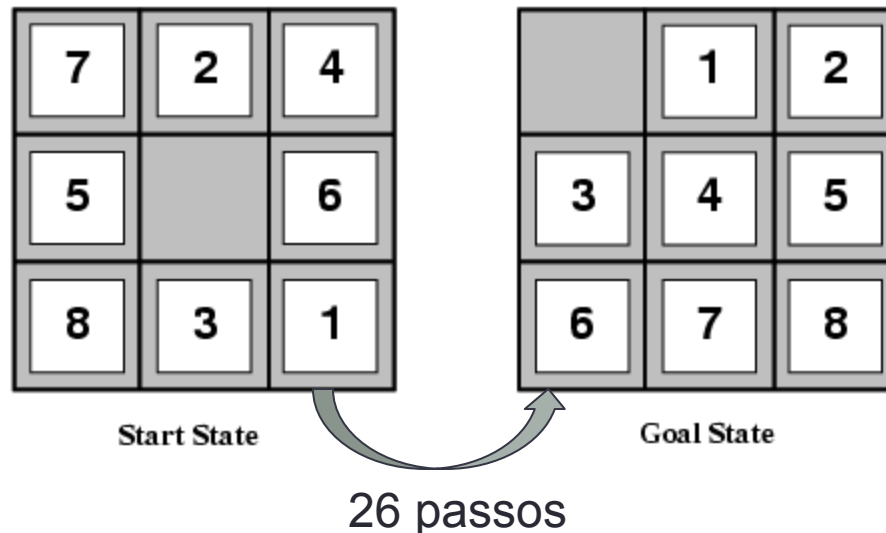 7 2 4 1 2
5 6 3 4 5
8 3 1 6 7 8
Start State Goal State
26 passos